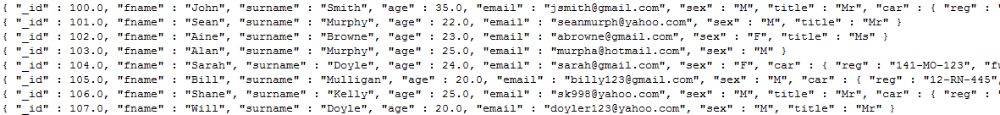 { "_id" : 100.0, "fname" : "John", "surname" : "Smith", "age" : 35.0, "email" : "jsmith@gmail.com", "sex" : "M", "title" : "Mr", "car" : { "reg" : "
{ "_id" : 101.0, "fname" : "Sean", "surname" : "Murphy", "age" : 22.0, "email" : "seanmurph@yahoo.com", "sex" : "M", "title" : "Mr" }
{ "_id" : 102.0, "fname" : "Aine", "surname" : "Browne", "age" : 23.0, "email" : "abrowne@gmail.com", "sex" : "F", "title" : "Ms" }
{ "_id" : 103.0, "fname" : "Alan", "surname" : "Murphy", "age" : 25.0, "email" : "murpha@hotmail.com", "sex" : "M" }
{ "_id" : 104.0, "fname" : "Sarah", "surname" : "Doyle", "age" : 24.0, "email" : "sarah@gmail.com", "sex" : "F", "car" : { "reg" : "141-MO-123", "fu
{ "_id" : 105.0, "fname" : "Bill", "surname" : "Mulligan", "age" : 20.0, "email" : "billy123@gmail.com", "sex" : "M", "car" : { "reg" : "12-RN-445",
{ "_id" : 106.0, "fname" : "Shane", "surname" : "Kelly", "age" : 25.0, "email" : "sk998@yahoo.com", "sex" : "M", "title" : "Mr", "car" : { "reg" : "
{ "_id" : 107.0, "fname" : "Will", "surname" : "Doyle", "age" : 20.0, "email" : "doyler123@yahoo.com", "sex" : "M", "title" : "Mr" }